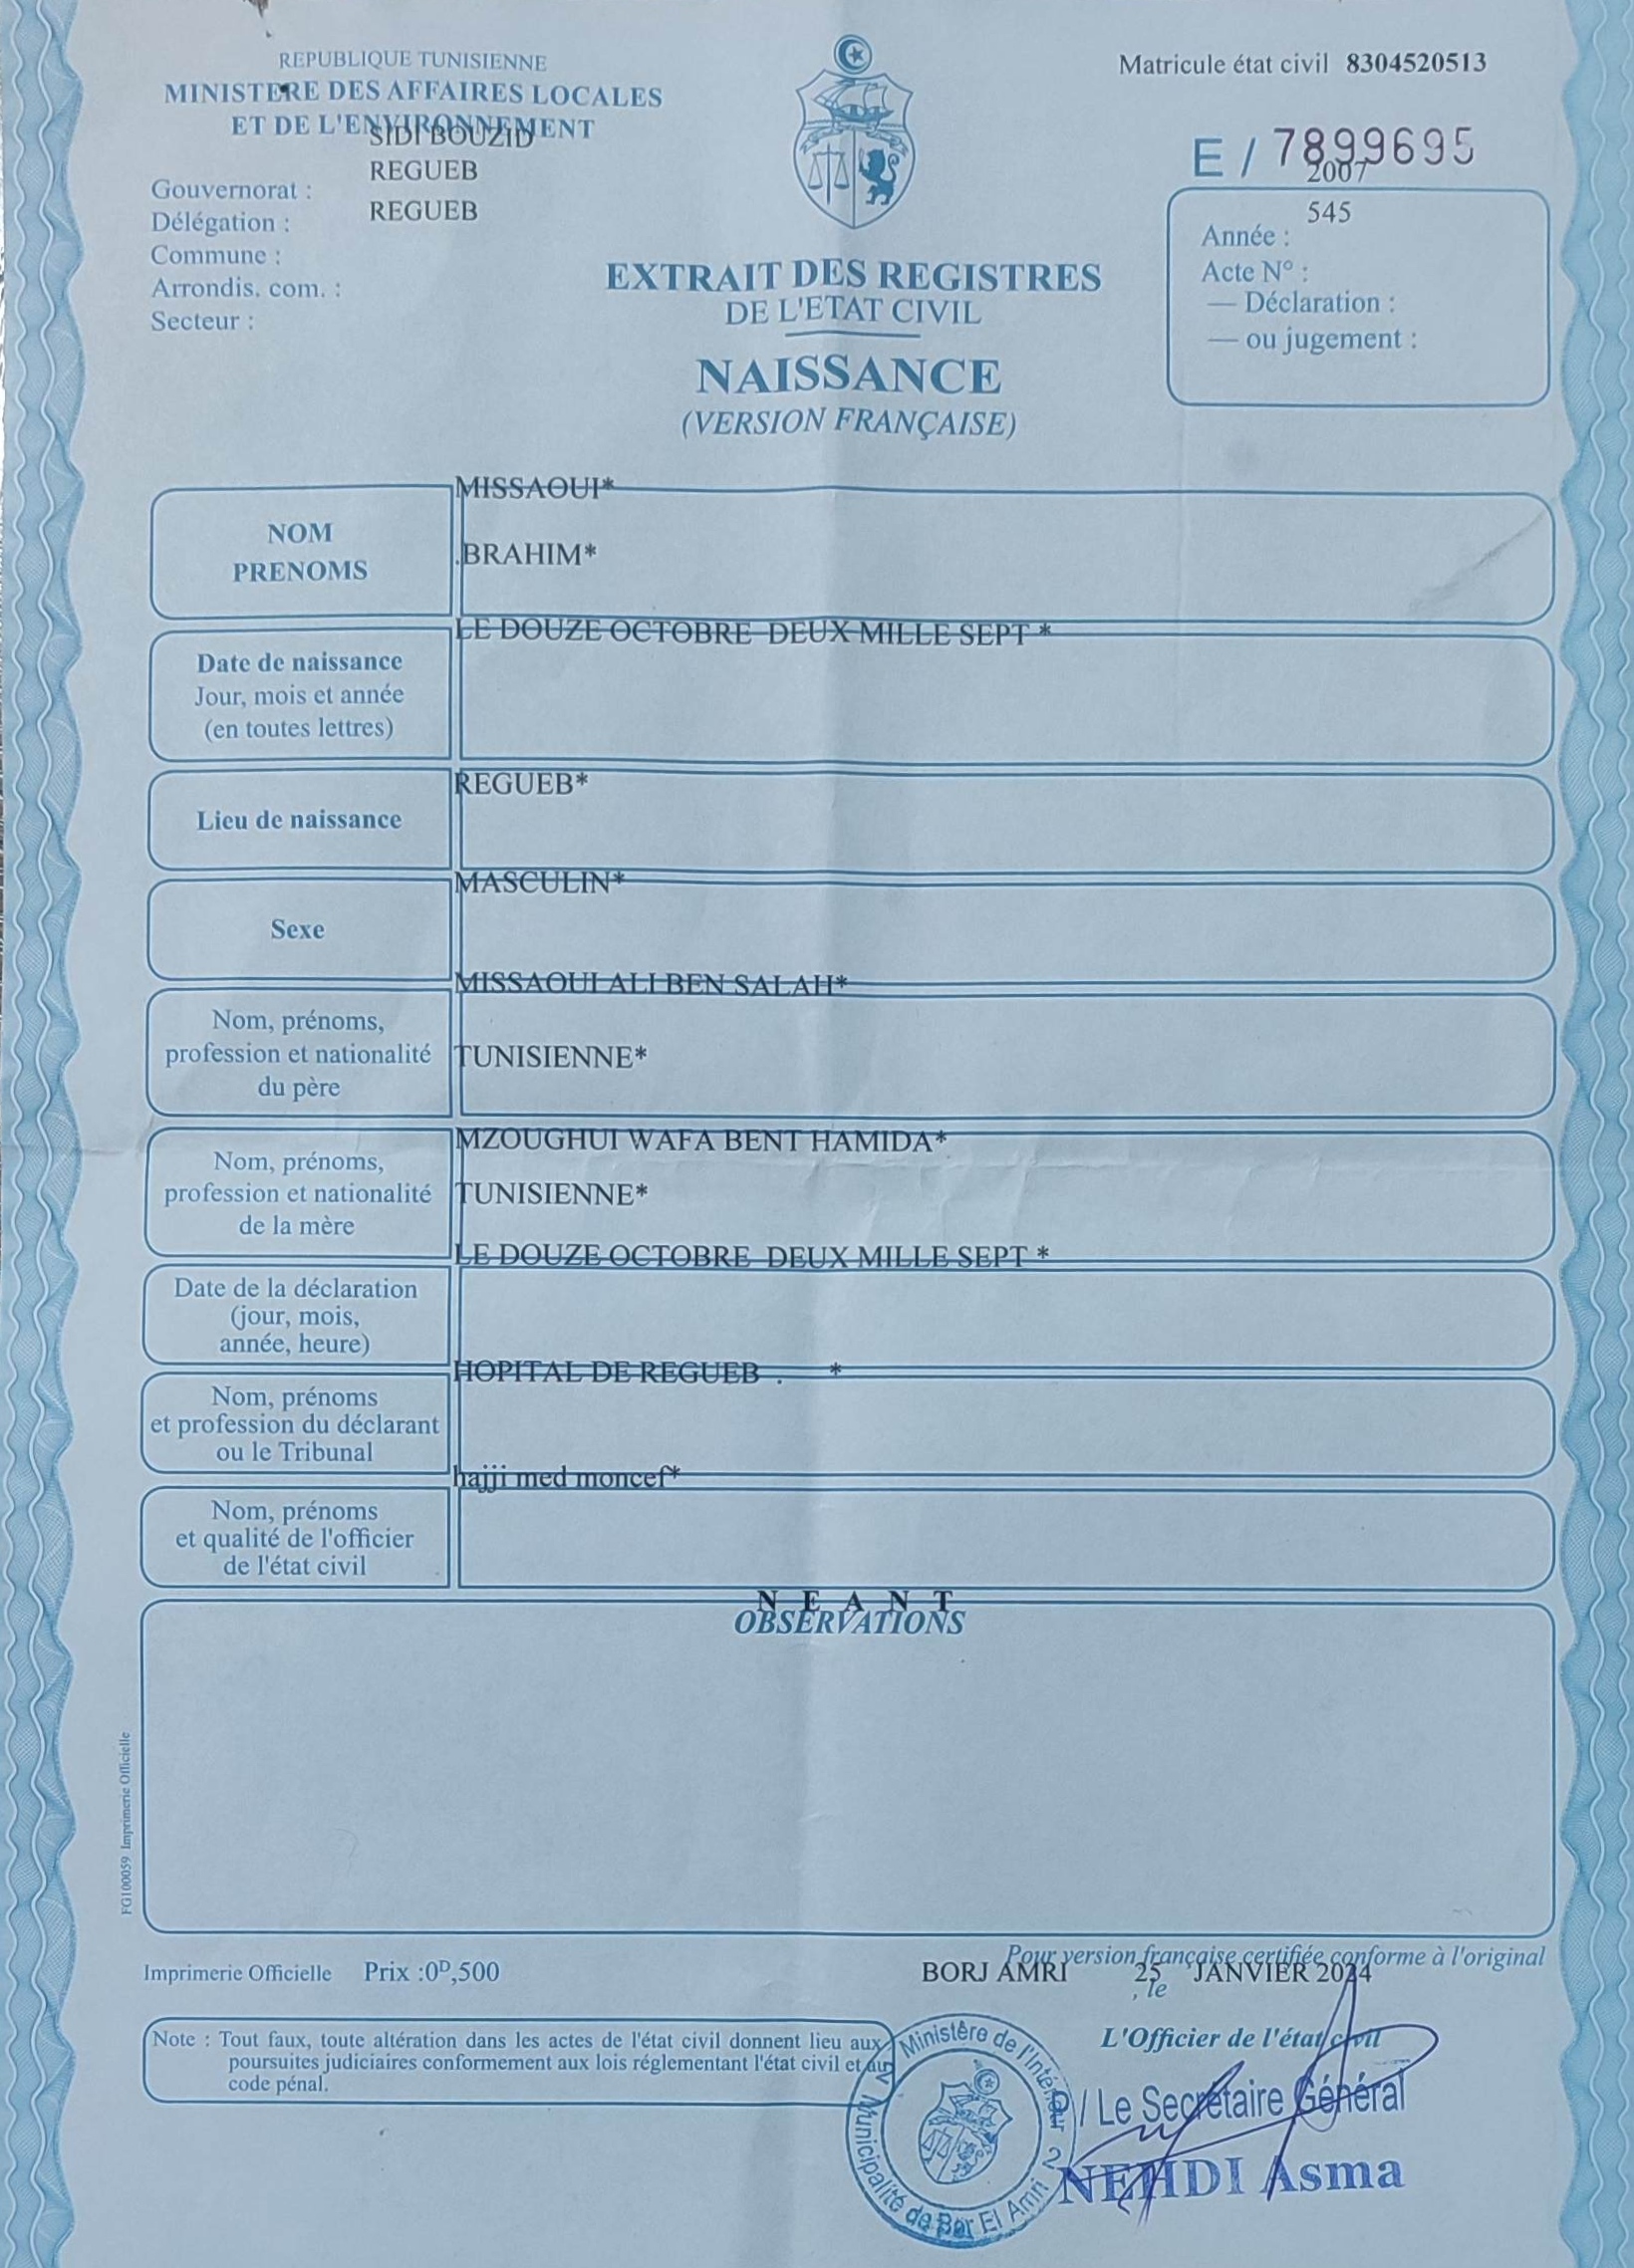 REPUBLIQUE TUNISIENNE
MINISTERE DES AFFAIRES LOCALES
ET DE L'ENVIRONNEMENT
SIDI BOUZID
REGUEB
Gouvernorat :
REGUEB
Délégation :
Commune :
Arrondis. com. :
Secteur :
Matricule état civil 8304520513
E / 7899695
2007
545
Année :
Acte N° :
— Déclaration :
— ou jugement :
EXTRAIT DES REGISTRES
DE L'ETAT CIVIL
NAISSANCE
(VERSION FRANÇAISE)
MISSAOUI*
NOM
.BRAHIM*
PRENOMS
LE DOUZE OCTOBRE DEUX MILLE SEPT *
Date de naissance
Jour, mois et année
(en toutes lettres)
REGUEB*
Lieu de naissance
MASCULIN*
Sexe
MISSAOUI ALI BEN SALAH*
Nom, prénoms,
profession et nationalité
TUNISIENNE*
du père
MZOUGHUI WAFA BENT HAMIDA*
Nom, prénoms,
profession et nationalité
TUNISIENNE*
de la mère
LE DOUZE OCTOBRE DEUX MILLE SEPT *
Date de la déclaration
(jour, mois,
année, heure)
HOPITAL DE REGUEB . *
Nom, prénoms
et profession du déclarant
ou le Tribunal
hajji med moncef*
Nom, prénoms
et qualité de l'officier
de l'état civil
N E A N T
OBSERVATIONS
FG100059 Imprimerie Officielle
Imprimerie Officielle Prix :0ᴰ,500
Pour version française certifiée conforme à l'original
BORJ AMRI 25 JANVIER 2024
, le
Note : Tout faux, toute altération dans les actes de l'état civil donnent lieu aux
poursuites judiciaires conformement aux lois réglementant l'état civil et au
code pénal.
L'Officier de l'état civil
/ Le Secrétaire Général
NEHDI Asma
Ministère de l'Intérieur 2
Municipalité de Bor El Amri